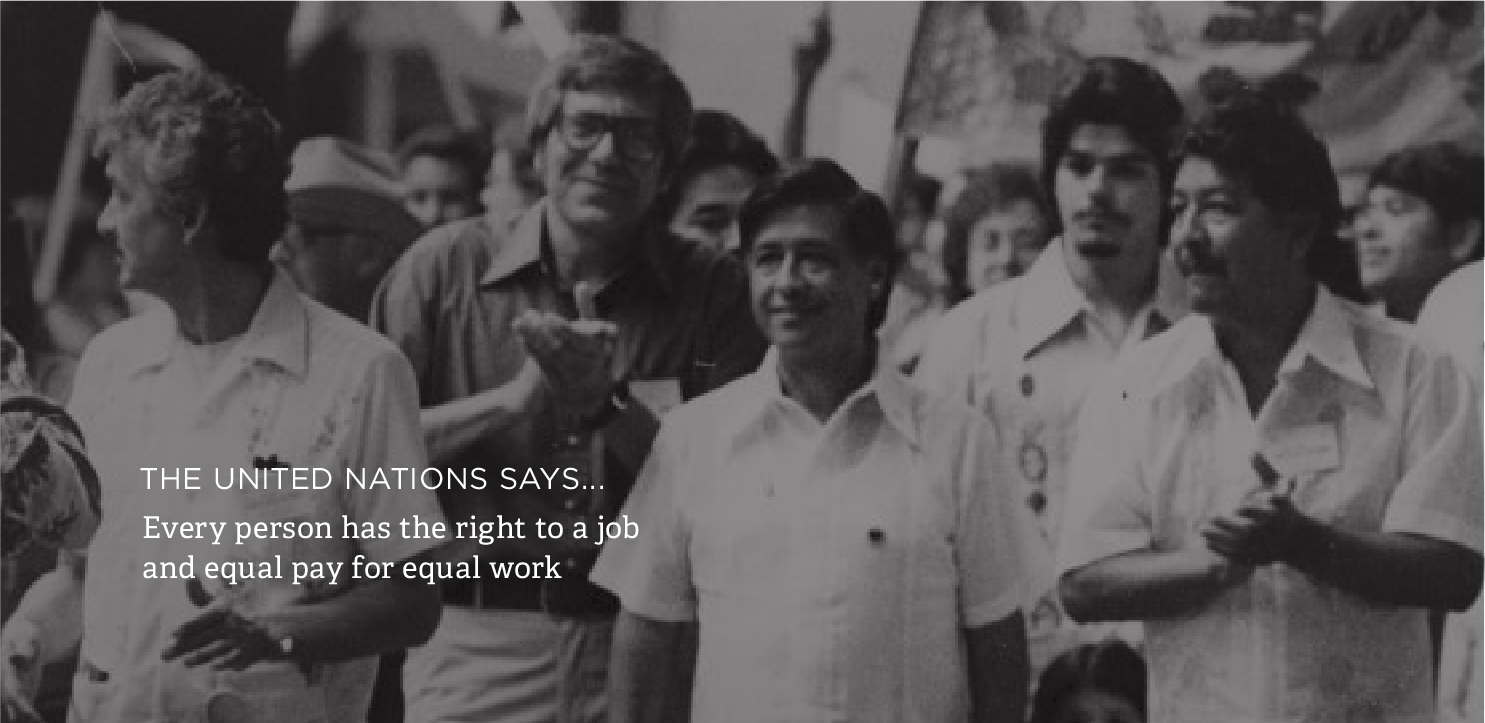 THE UNITED NATIONS SAYS...
Every person has the right to a job
and equal pay for equal work